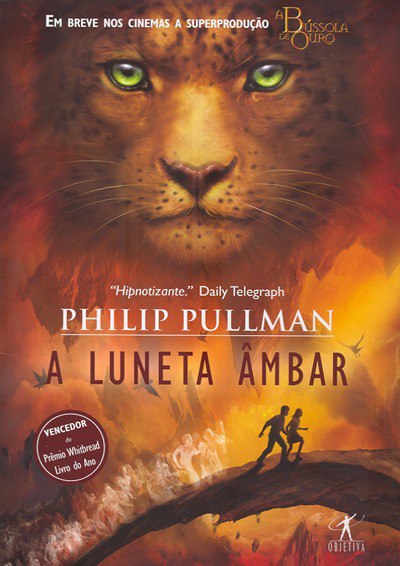 EM BREVE NOS CINEMAS A SUPERPRODUÇÃO
A BÚSSOLA DE OURO
"Hipnotizante." Daily Telegraph
PHILIP PULLMAN
A LUNETA ÂMBAR
VENCEDOR
do
Prêmio Whitbread
Livro do Ano
OBJETIVA